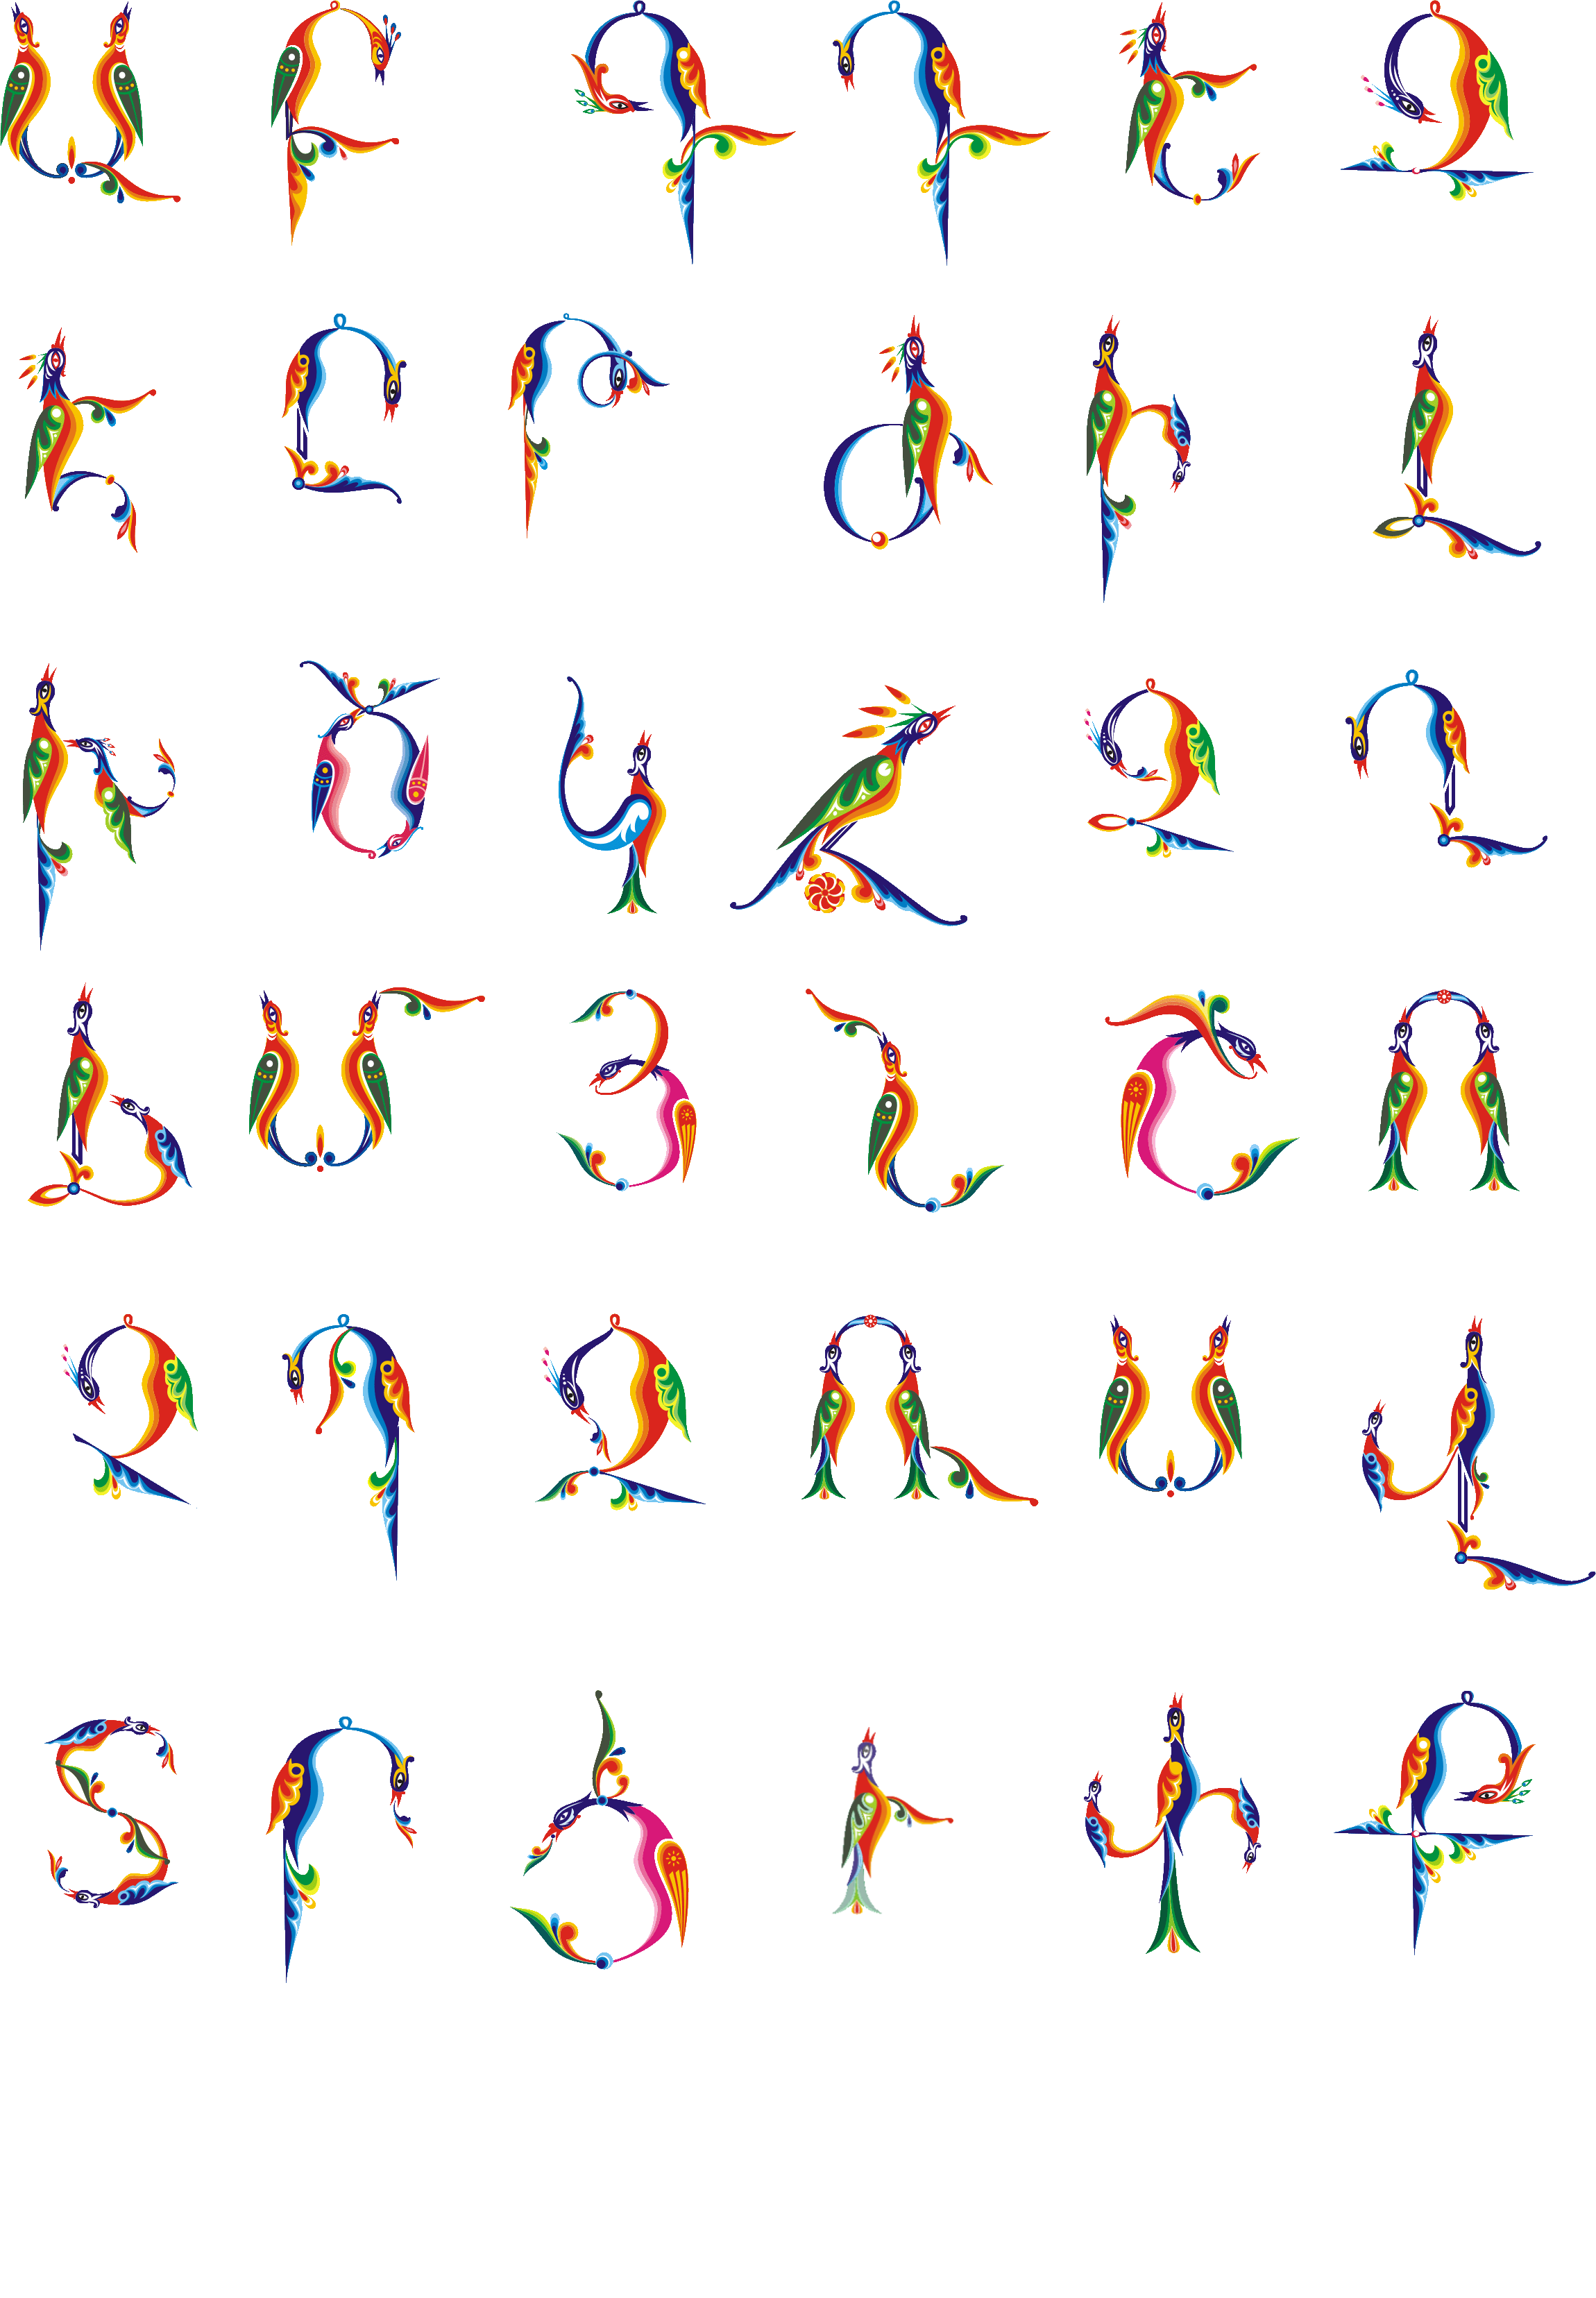 Ա Բ Գ Դ Ե Զ
Է Ը Թ Ժ Ի Լ
Խ Ծ Կ Հ Ձ Ղ
Ճ Մ Յ Ն Շ Ո
Չ Պ Ջ Ռ Ս Վ
Տ Ր Ց Ւ Փ Ք